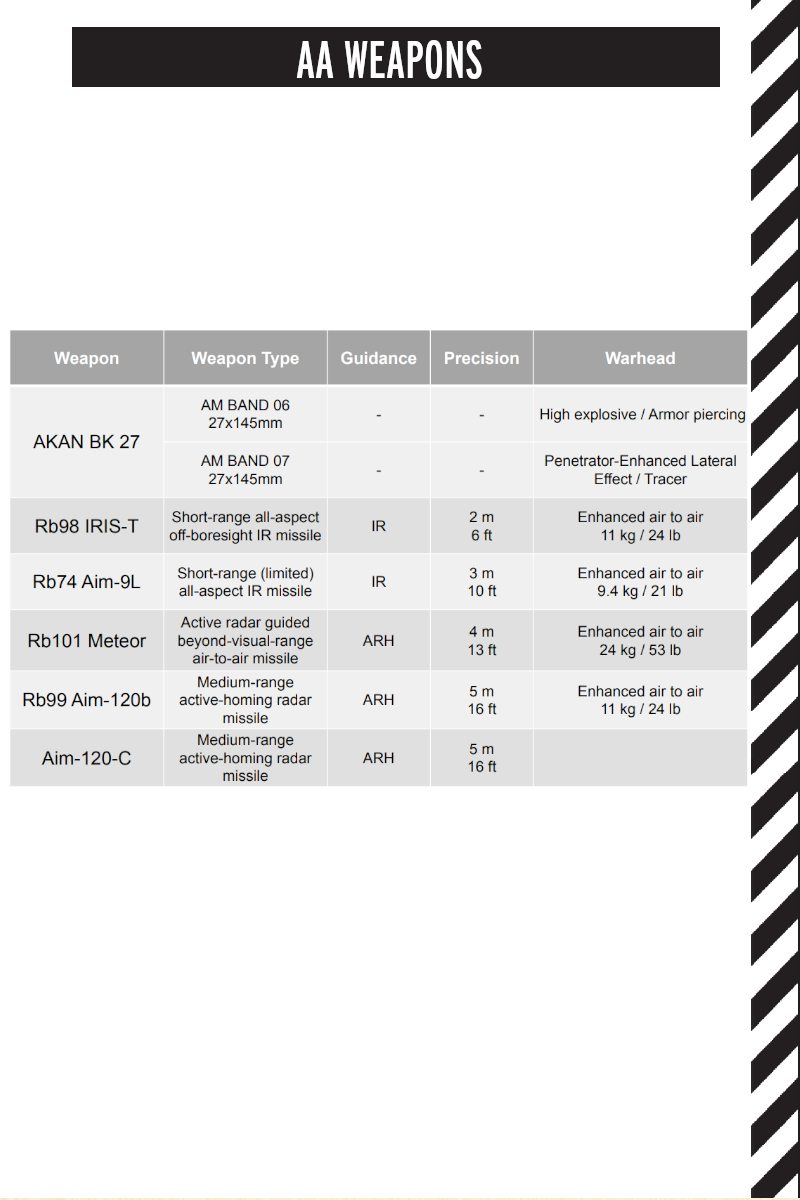 AA WEAPONS
Weapon Weapon Type Guidance Precision Warhead
AKAN BK 27
AM BAND 06
27x145mm
-
-
High explosive / Armor piercing
AM BAND 07
27x145mm
-
-
Penetrator-Enhanced Lateral
Effect / Tracer
Rb98 IRIS-T
Short-range all-aspect
off-boresight IR missile
IR
2 m
6 ft
Enhanced air to air
11 kg / 24 lb
Rb74 Aim-9L
Short-range (limited)
all-aspect IR missile
IR
3 m
10 ft
Enhanced air to air
9.4 kg / 21 lb
Rb101 Meteor
Active radar guided
beyond-visual-range
air-to-air missile
ARH
4 m
13 ft
Enhanced air to air
24 kg / 53 lb
Rb99 Aim-120b
Medium-range
active-homing radar
missile
ARH
5 m
16 ft
Enhanced air to air
11 kg / 24 lb
Aim-120-C
Medium-range
active-homing radar
missile
ARH
5 m
16 ft